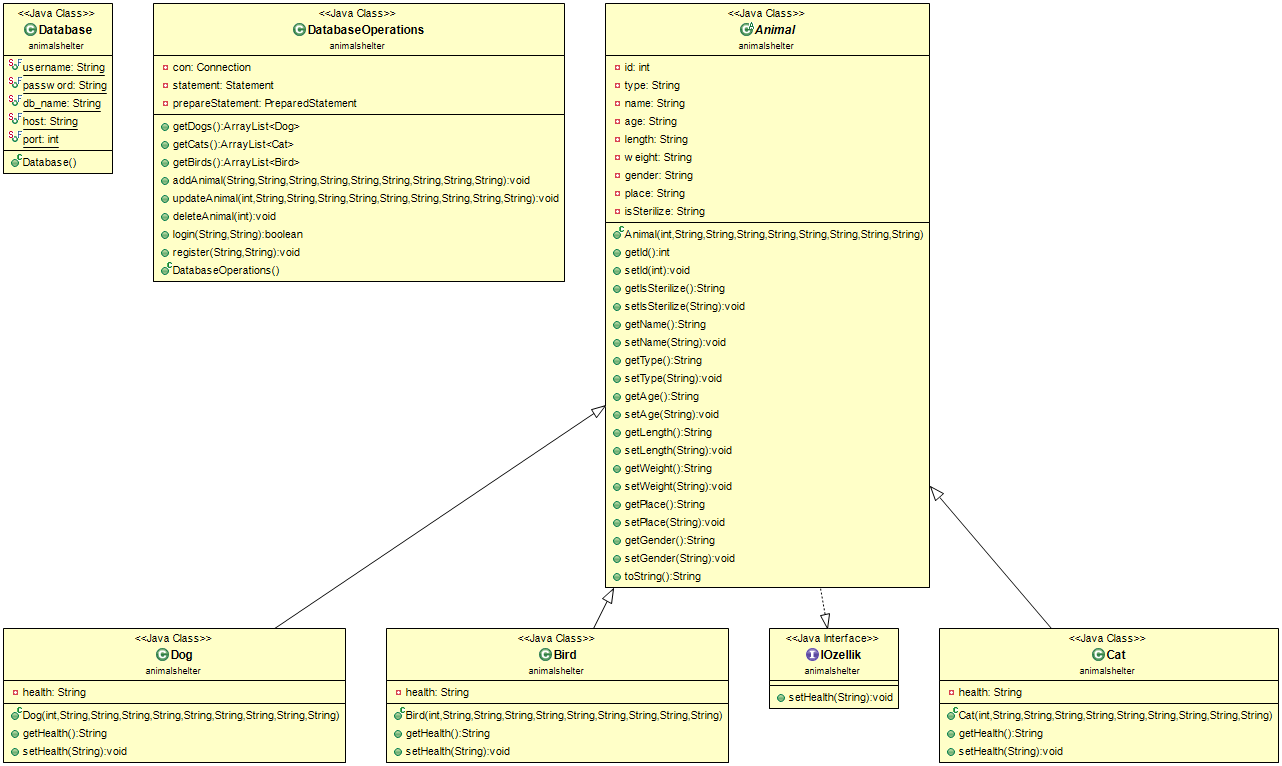 <<Java Class>>
Database
animalshelter
username: String
password: String
db_name: String
host: String
port: int
Database()
<<Java Class>>
DatabaseOperations
animalshelter
con: Connection
statement: Statement
prepareStatement: PreparedStatement
getDogs():ArrayList<Dog>
getCats():ArrayList<Cat>
getBirds():ArrayList<Bird>
addAnimal(String,String,String,String,String,String,String,String,String):void
updateAnimal(int,String,String,String,String,String,String,String,String,String):void
deleteAnimal(int):void
login(String,String):boolean
register(String,String):void
DatabaseOperations()
<<Java Class>>
Animal
animalshelter
id: int
type: String
name: String
age: String
length: String
weight: String
gender: String
place: String
isSterilize: String
Animal(int,String,String,String,String,String,String,String,String)
getId():int
setId(int):void
getIsSterilize():String
setIsSterilize(String):void
getName():String
setName(String):void
getType():String
setType(String):void
getAge():String
setAge(String):void
getLength():String
setLength(String):void
getWeight():String
setWeight(String):void
getPlace():String
setPlace(String):void
getGender():String
setGender(String):void
toString():String
<<Java Class>>
Dog
animalshelter
health: String
Dog(int,String,String,String,String,String,String,String,String,String)
getHealth():String
setHealth(String):void
<<Java Class>>
Bird
animalshelter
health: String
Bird(int,String,String,String,String,String,String,String,String,String)
getHealth():String
setHealth(String):void
<<Java Interface>>
IOzellik
animalshelter
setHealth(String):void
<<Java Class>>
Cat
animalshelter
health: String
Cat(int,String,String,String,String,String,String,String,String,String)
getHealth():String
setHealth(String):void